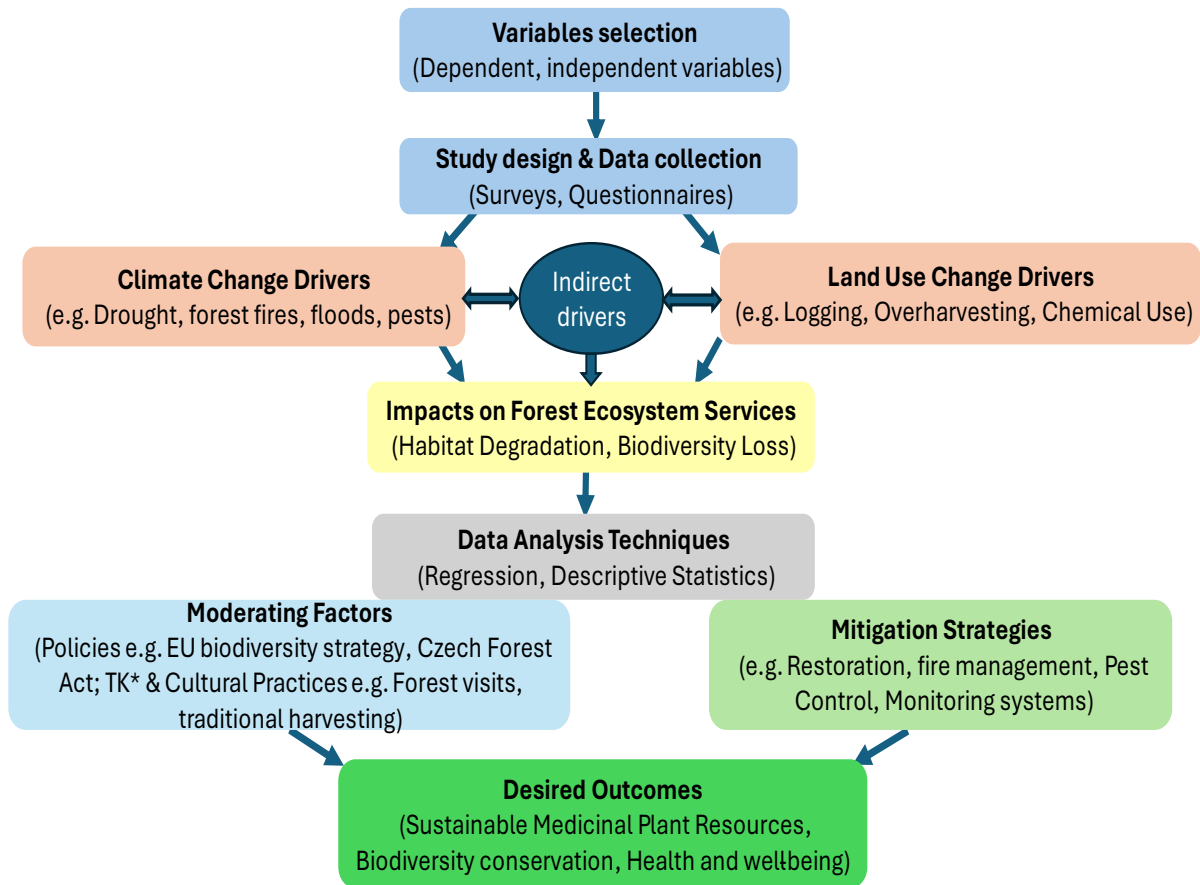 Variables selection
(Dependent, independent variables)
Study design & Data collection
(Surveys, Questionnaires)
Climate Change Drivers
(e.g. Drought, forest fires, floods, pests)
Indirect
drivers
Land Use Change Drivers
(e.g. Logging, Overharvesting, Chemical Use)
Impacts on Forest Ecosystem Services
(Habitat Degradation, Biodiversity Loss)
Data Analysis Techniques
(Regression, Descriptive Statistics)
Moderating Factors
(Policies e.g. EU biodiversity strategy, Czech Forest
Act; TK* & Cultural Practices e.g. Forest visits,
traditional harvesting)
Mitigation Strategies
(e.g. Restoration, fire management, Pest
Control, Monitoring systems)
Desired Outcomes
(Sustainable Medicinal Plant Resources,
Biodiversity conservation, Health and well-being)